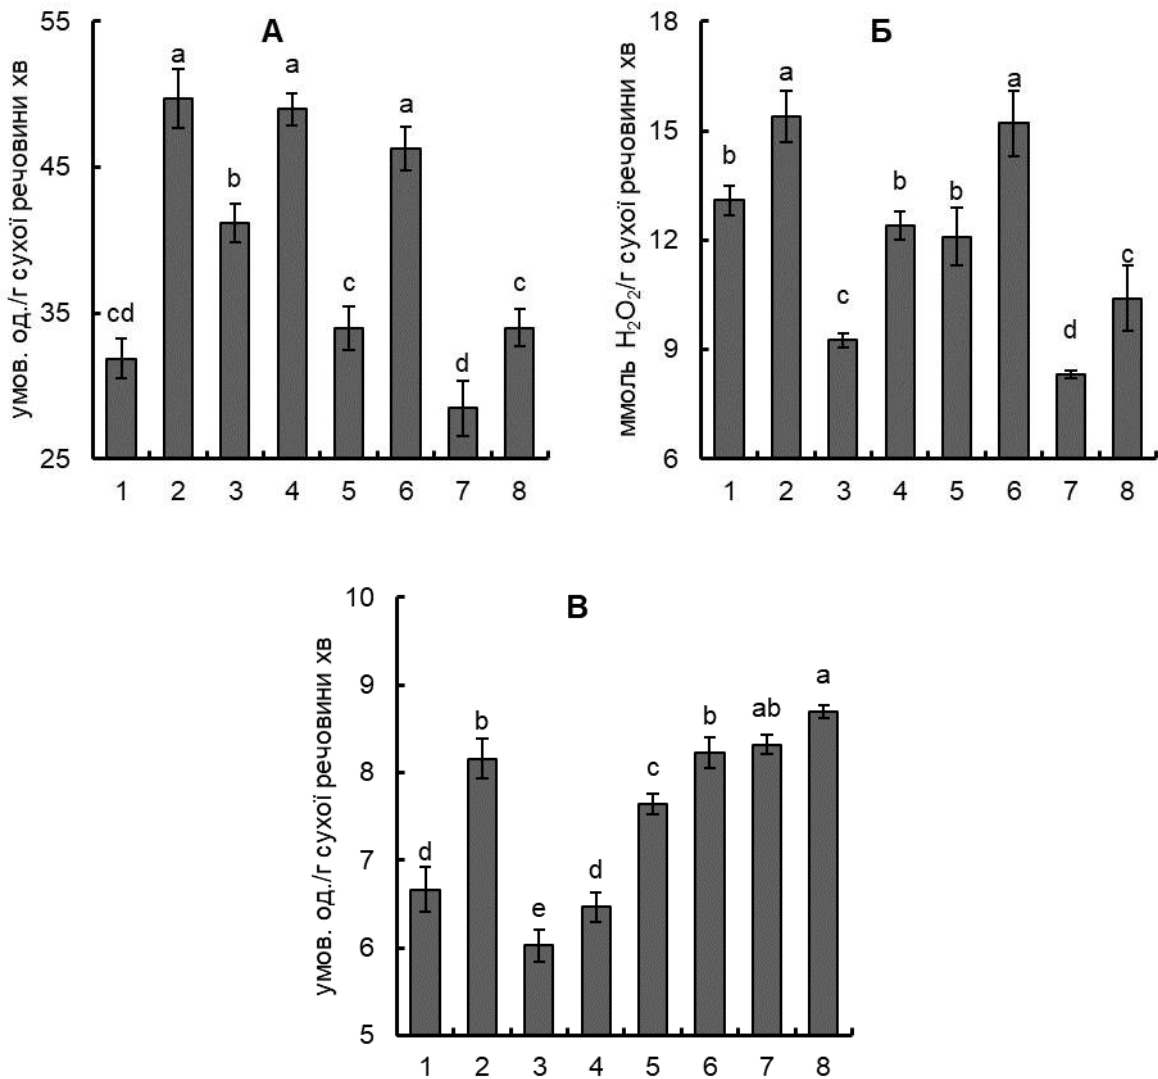 А
умов. од./г сухої речовини хв
55
45
35
25
cd
a
b
a
c
a
d
c
1 2 3 4 5 6 7 8
Б
ммоль H₂O₂/г сухої речовини хв
18
15
12
9
6
b
a
c
b
b
a
d
c
1 2 3 4 5 6 7 8
В
умов. од./г сухої речовини хв
10
9
8
7
6
5
d
b
e
d
c
b
ab
a
1 2 3 4 5 6 7 8